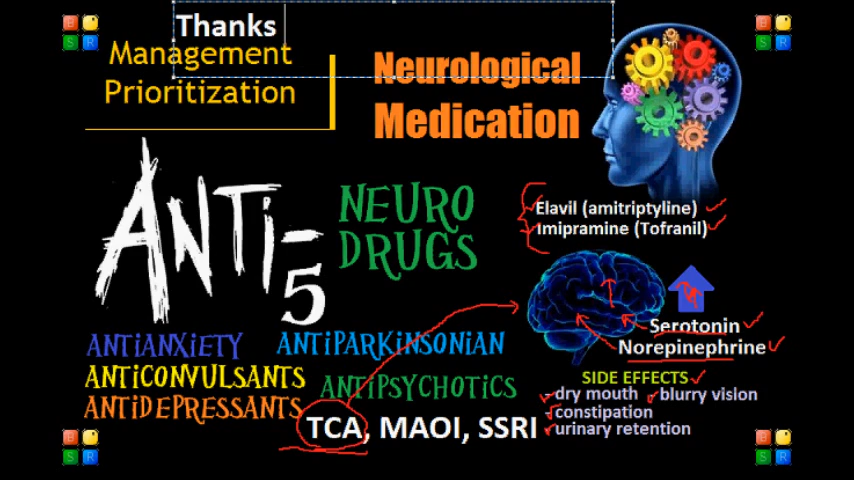 Thanks
Management
Prioritization
Neurological
Medication
ANTI-5
NEURO
DRUGS
Elavil (amitriptyline)
Imipramine (Tofranil)
Serotonin
Norepinephrine
ANTIANXIETY
ANTIPARKINSONIAN
ANTICONVULSANTS
ANTIPSYCHOTICS
ANTIDEPRESSANTS
TCA, MAOI, SSRI
SIDE EFFECTS
- dry mouth
blurry vision
-constipation
urinary retention
B
S R
B
S R
B
S R
B
S R